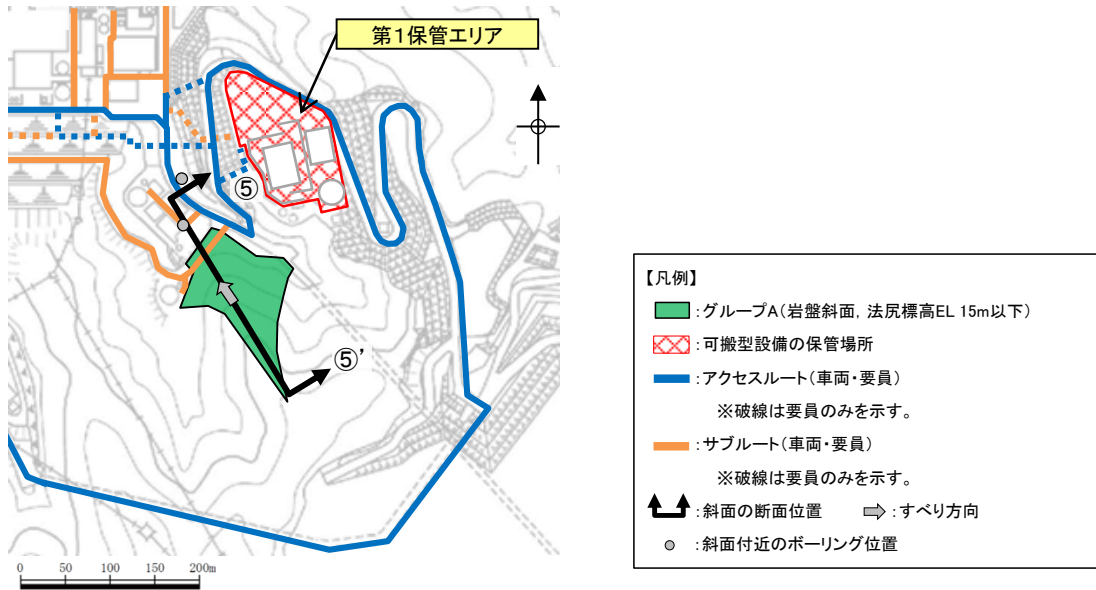 第1保管エリア
⑤
⑤'
0 50 100 150 200m
【凡例】
:グループA(岩盤斜面，法尻標高EL 15m以下)
:可搬型設備の保管場所
:アクセスルート(車両・要員)
※破線は要員のみを示す。
:サブルート(車両・要員)
※破線は要員のみを示す。
:斜面の断面位置 :すべり方向
:斜面付近のボーリング位置